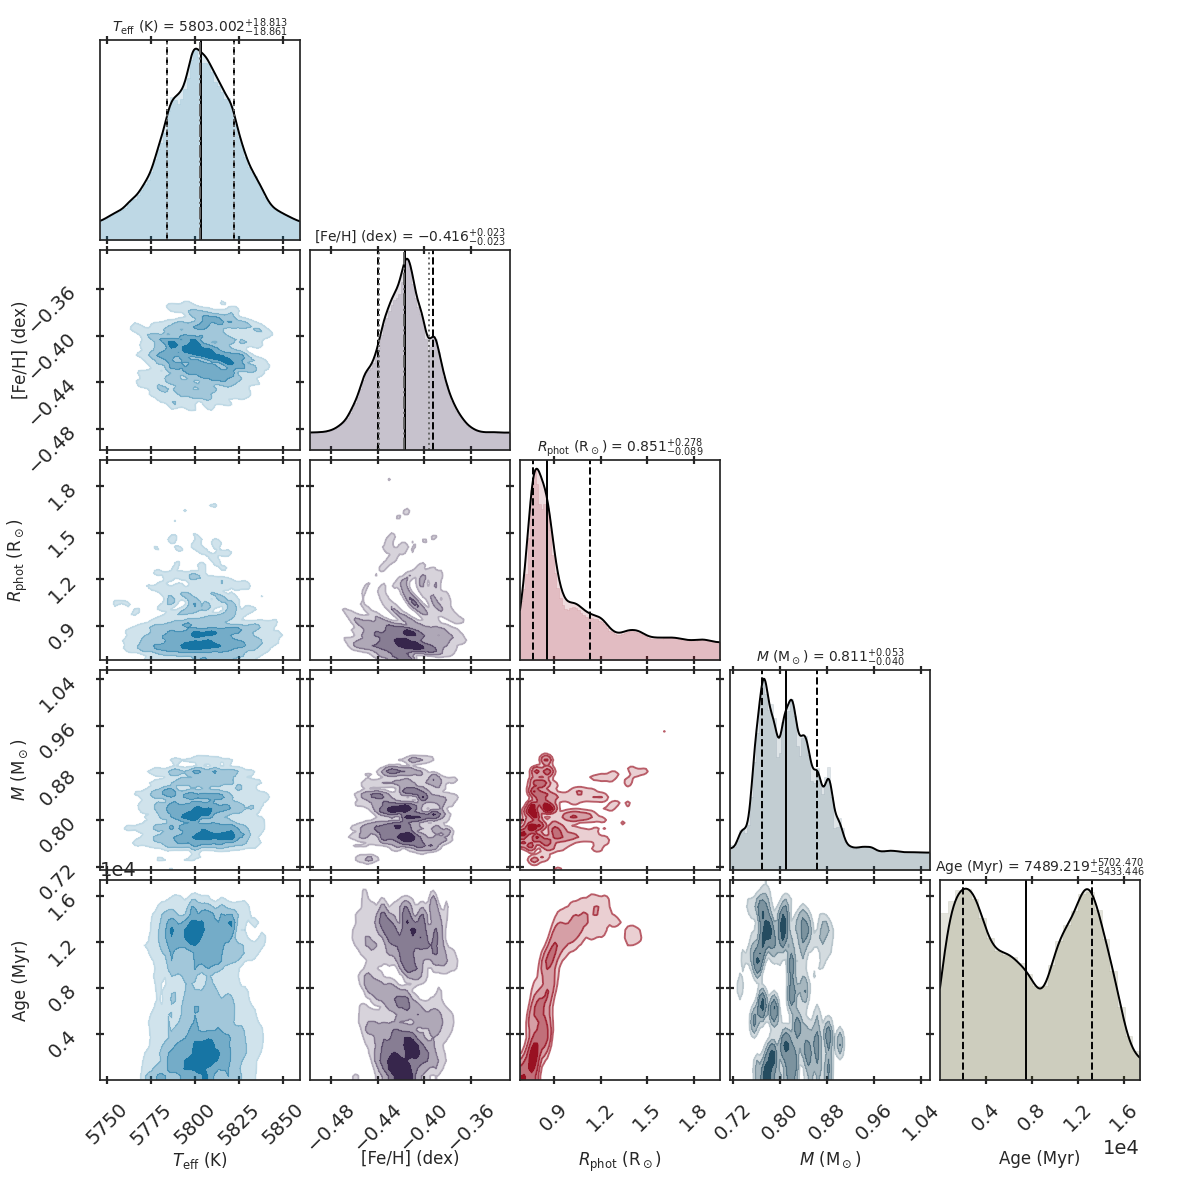 T_eff (K) = 5803.002 +18.813 −18.861
[Fe/H] (dex) = −0.416 +0.023 −0.023
[Fe/H] (dex)
−0.36
−0.40
−0.44
−0.48
R_phot (R⊙) = 0.851 +0.278 −0.089
R_phot (R⊙)
1.8
1.5
1.2
0.9
M (M⊙) = 0.811 +0.053 −0.040
M (M⊙)
1.04
0.96
0.88
0.80
0.72
1e4
Age (Myr) = 7489.219 +5702.470 −5433.446
Age (Myr)
1.6
1.2
0.8
0.4
5750 5775 5800 5825 5850
−0.48 −0.44 −0.40 −0.36
0.9 1.2 1.5 1.8
0.72 0.80 0.88 0.96 1.04
0.4 0.8 1.2 1.6
1e4
T_eff (K)
[Fe/H] (dex)
R_phot (R⊙)
M (M⊙)
Age (Myr)